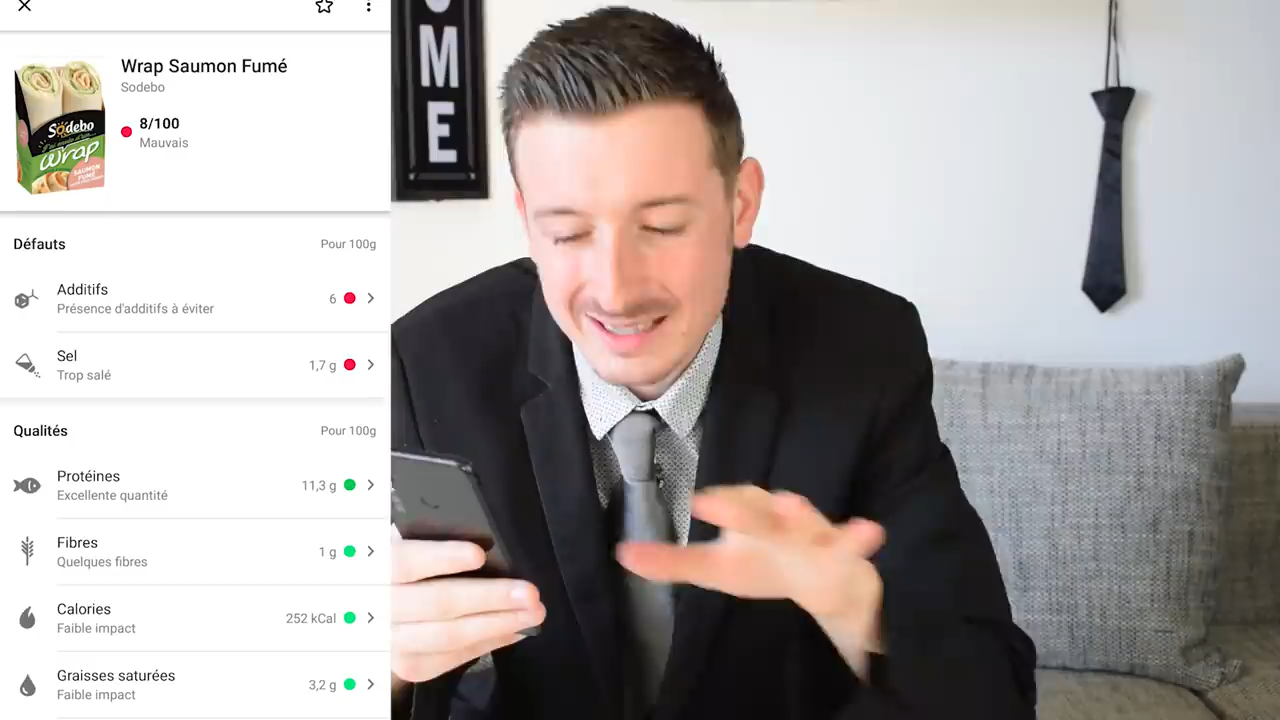 Wrap Saumon Fumé
Sodebo
8/100
Mauvais
Sodebo
wrap
SAUMON
FUMÉ
Défauts
Pour 100g
Additifs
Présence d'additifs à éviter
6
Sel
Trop salé
1,7 g
Qualités
Pour 100g
Protéines
Excellente quantité
11,3 g
Fibres
Quelques fibres
1 g
Calories
Faible impact
252 kCal
Graisses saturées
Faible impact
3,2 g
M
E